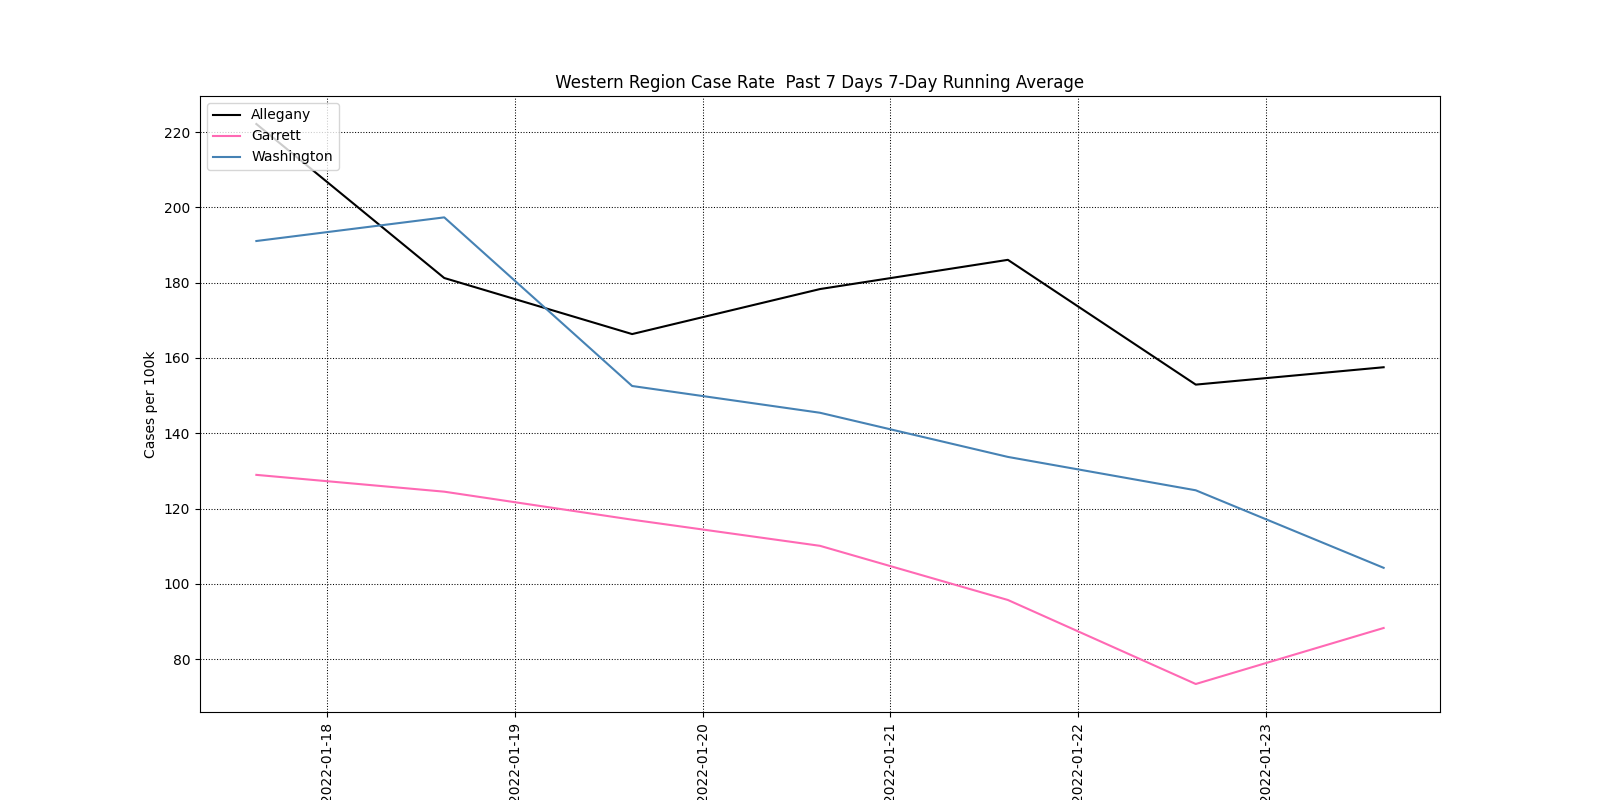 Western Region Case Rate  Past 7 Days 7-Day Running Average
Allegany
Garrett
Washington
Cases per 100k
220
200
180
160
140
120
100
80
2022-01-18
2022-01-19
2022-01-20
2022-01-21
2022-01-22
2022-01-23